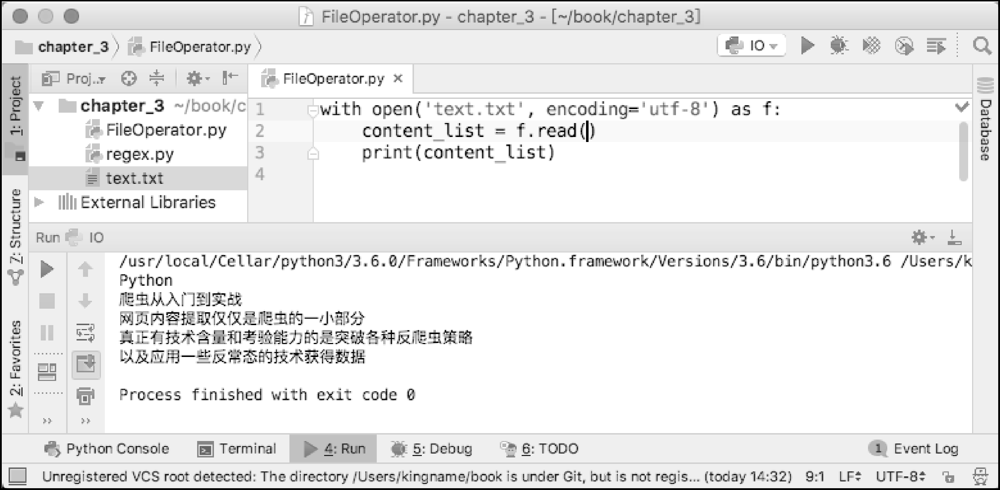 FileOperator.py - chapter_3 - [~/book/chapter_3]
chapter_3 FileOperator.py IO
1: Project
Proj... FileOperator.py ×
chapter_3 ~/book/c
FileOperator.py
regex.py
text.txt
External Libraries
1 with open('text.txt', encoding='utf-8') as f:
2 content_list = f.read()
3 print(content_list)
4
Database
7: Structure
2: Favorites
Run IO
/usr/local/Cellar/python3/3.6.0/Frameworks/Python.framework/Versions/3.6/bin/python3.6 /Users/k
Python
爬虫从入门到实战
网页内容提取仅仅是爬虫的一小部分
真正有技术含量和考验能力的是突破各种反爬虫策略
以及应用一些反常态的技术获得数据
Process finished with exit code 0
Python Console Terminal 4: Run 5: Debug 6: TODO 1 Event Log
Unregistered VCS root detected: The directory /Users/kingname/book is under Git, but is not regis... (today 14:32) 9:1 LF UTF-8